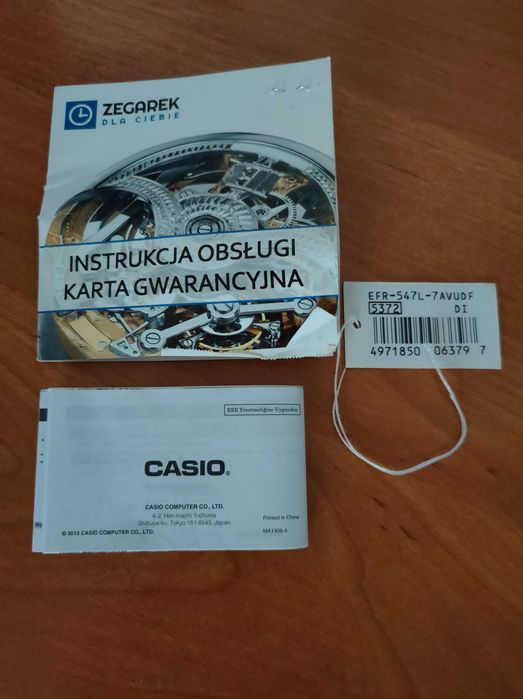 ZEGAREK
DLA CIEBIE
INSTRUKCJA OBSŁUGI
KARTA GWARANCYJNA
EFR-547L-7AVUDF
5372 DI
4971850 06379 7
EEE Yönetmeliğine Uygundur
CASIO®
CASIO COMPUTER CO., LTD.
6-2, Hon-machi 1-chome
Shibuya-ku, Tokyo 151-8543, Japan
© 2013 CASIO COMPUTER CO., LTD.
Printed in China
MA1306-A